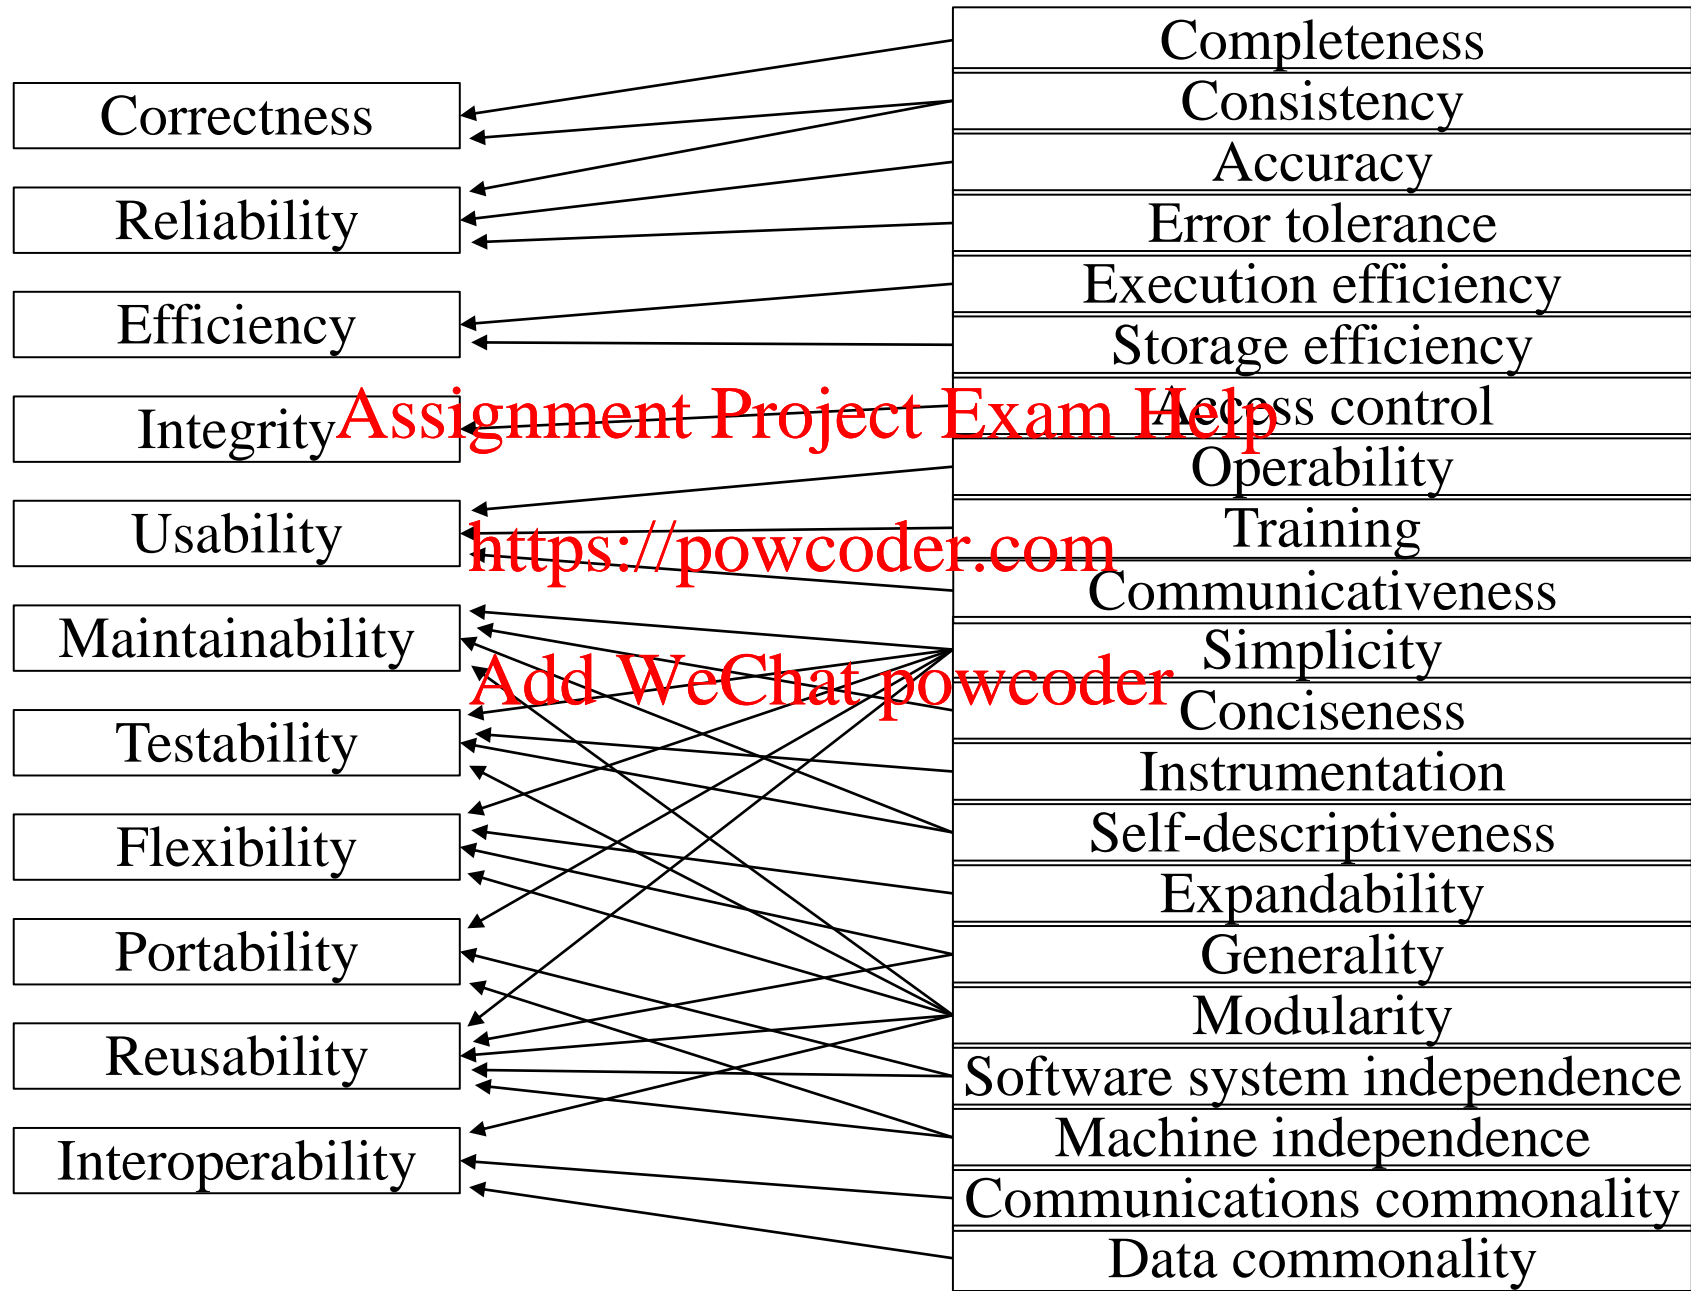 Correctness
Reliability
Efficiency
Integrity
Usability
Maintainability
Testability
Flexibility
Portability
Reusability
Interoperability
Completeness
Consistency
Accuracy
Error tolerance
Execution efficiency
Storage efficiency
Access control
Operability
Training
Communicativeness
Simplicity
Conciseness
Instrumentation
Self-descriptiveness
Expandability
Generality
Modularity
Software system independence
Machine independence
Communications commonality
Data commonality
Assignment Project Exam Help
https://powcoder.com
Add WeChat powcoder